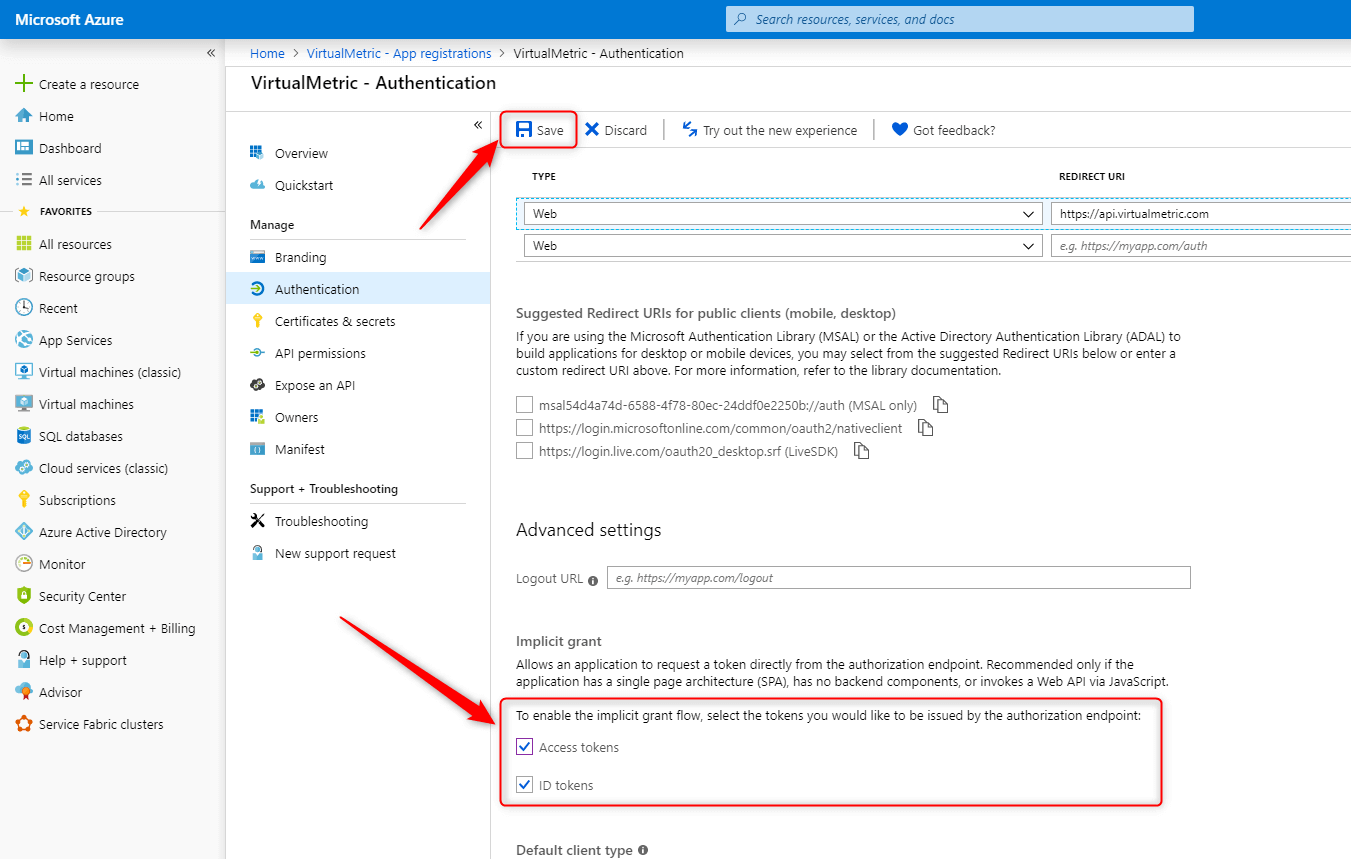 Microsoft Azure
Search resources, services, and docs
«
Create a resource
Home
Dashboard
All services
FAVORITES
All resources
Resource groups
Recent
App Services
Virtual machines (classic)
Virtual machines
SQL databases
Cloud services (classic)
Subscriptions
Azure Active Directory
Monitor
Security Center
Cost Management + Billing
Help + support
Advisor
Service Fabric clusters
Home > VirtualMetric - App registrations > VirtualMetric - Authentication
VirtualMetric - Authentication
«
Overview
Quickstart
Manage
Branding
Authentication
Certificates & secrets
API permissions
Expose an API
Owners
Manifest
Support + Troubleshooting
Troubleshooting
New support request
Save Discard Try out the new experience Got feedback?
TYPE REDIRECT URI
Web https://api.virtualmetric.com
Web e.g. https://myapp.com/auth
Suggested Redirect URIs for public clients (mobile, desktop)
If you are using the Microsoft Authentication Library (MSAL) or the Active Directory Authentication Library (ADAL) to
build applications for desktop or mobile devices, you may select from the suggested Redirect URIs below or enter a
custom redirect URI above. For more information, refer to the library documentation.
msal54d4a74d-6588-4f78-80ec-24ddf0e2250b://auth (MSAL only)
https://login.microsoftonline.com/common/oauth2/nativeclient
https://login.live.com/oauth20_desktop.srf (LiveSDK)
Advanced settings
Logout URL e.g. https://myapp.com/logout
Implicit grant
Allows an application to request a token directly from the authorization endpoint. Recommended only if the
application has a single page architecture (SPA), has no backend components, or invokes a Web API via JavaScript.
To enable the implicit grant flow, select the tokens you would like to be issued by the authorization endpoint:
Access tokens
ID tokens
Default client type